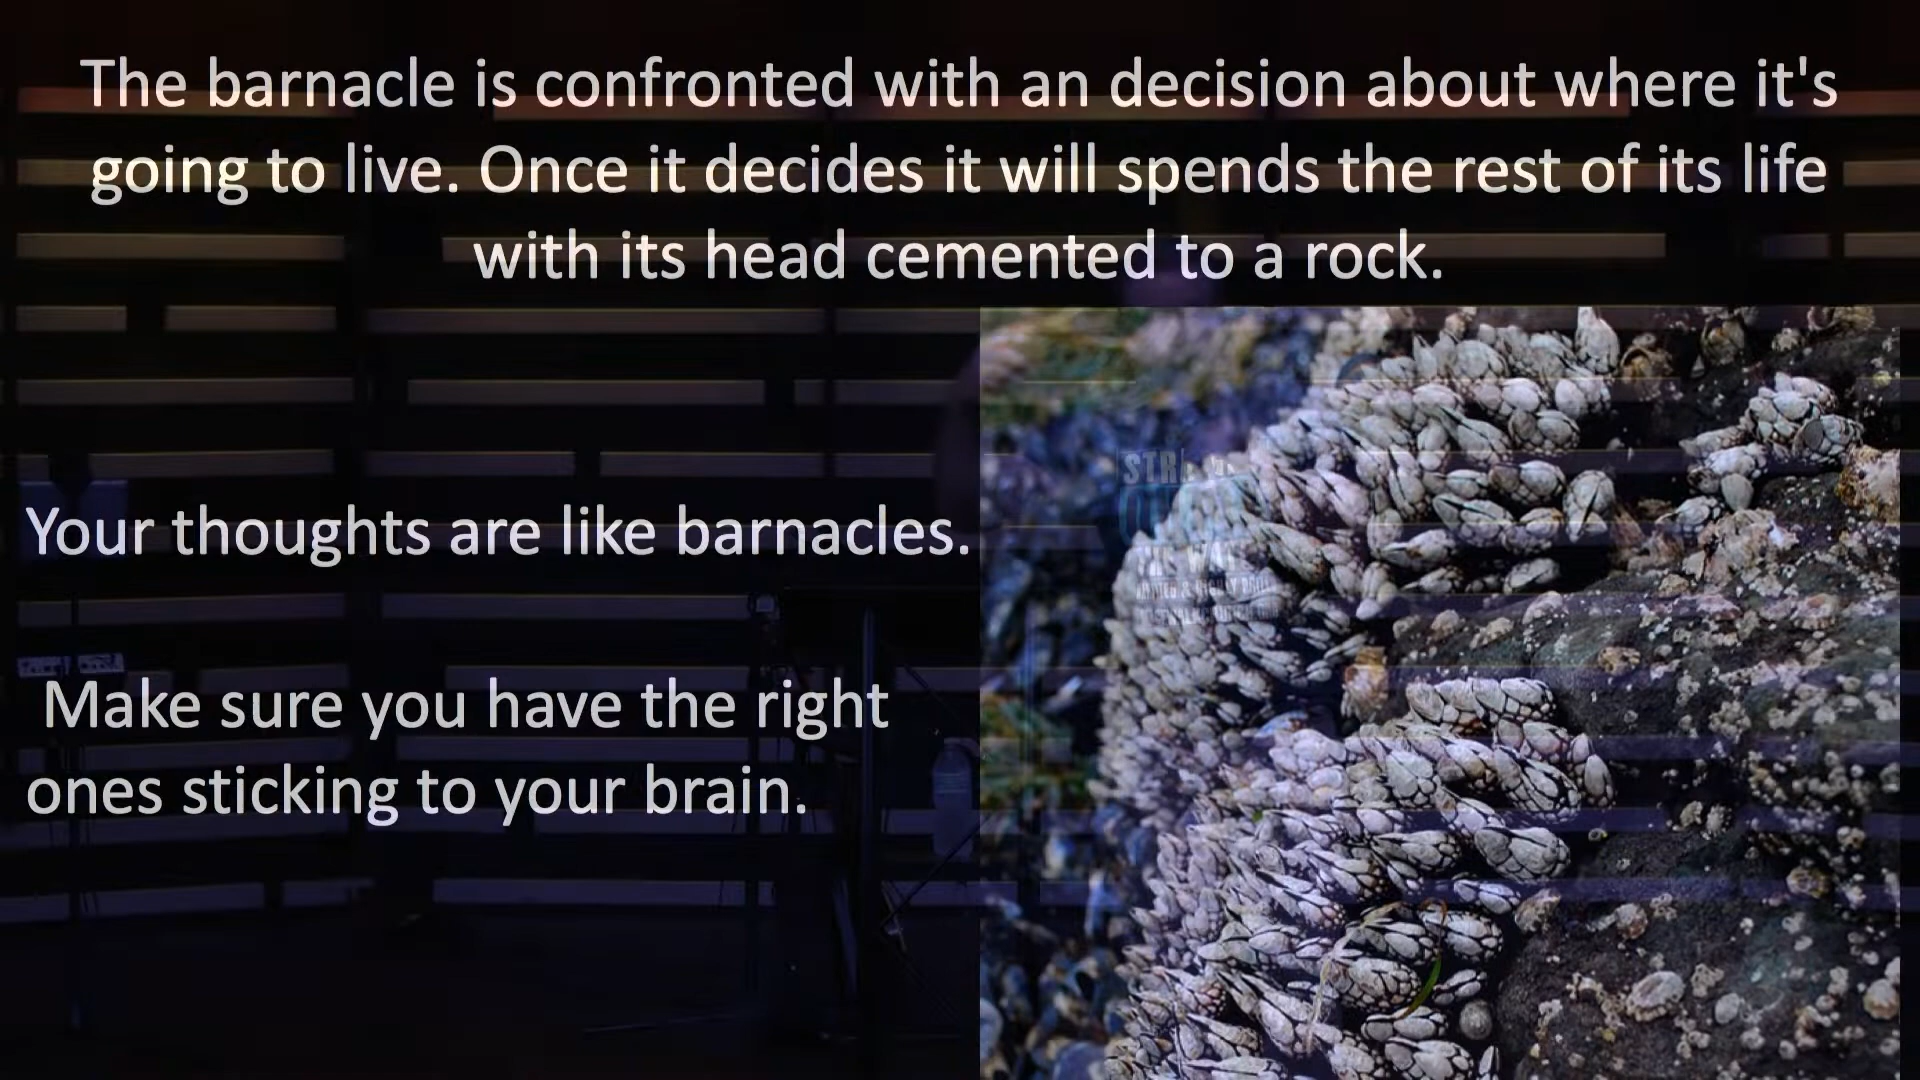 The barnacle is confronted with an decision about where it's
going to live. Once it decides it will spends the rest of its life
with its head cemented to a rock.
Your thoughts are like barnacles.
Make sure you have the right
ones sticking to your brain.